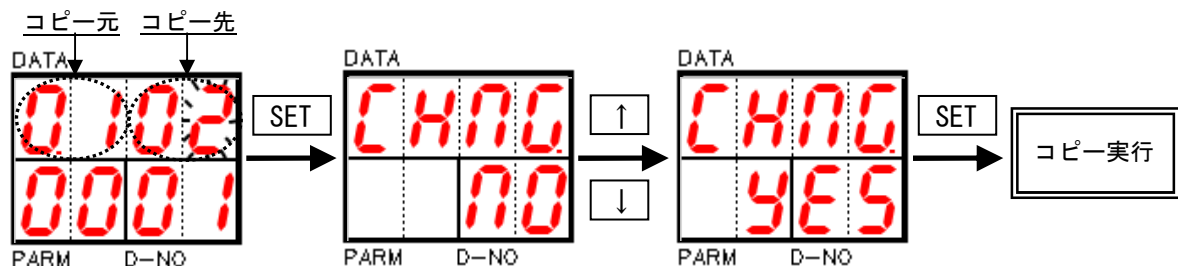 コピー元 コピー先
DATA
0.102
0001
PARM D-NO
SET
DATA
CHNG.
NO
PARM D-NO
↑
↓
DATA
CHNG.
YES
PARM D-NO
SET
コピー実行